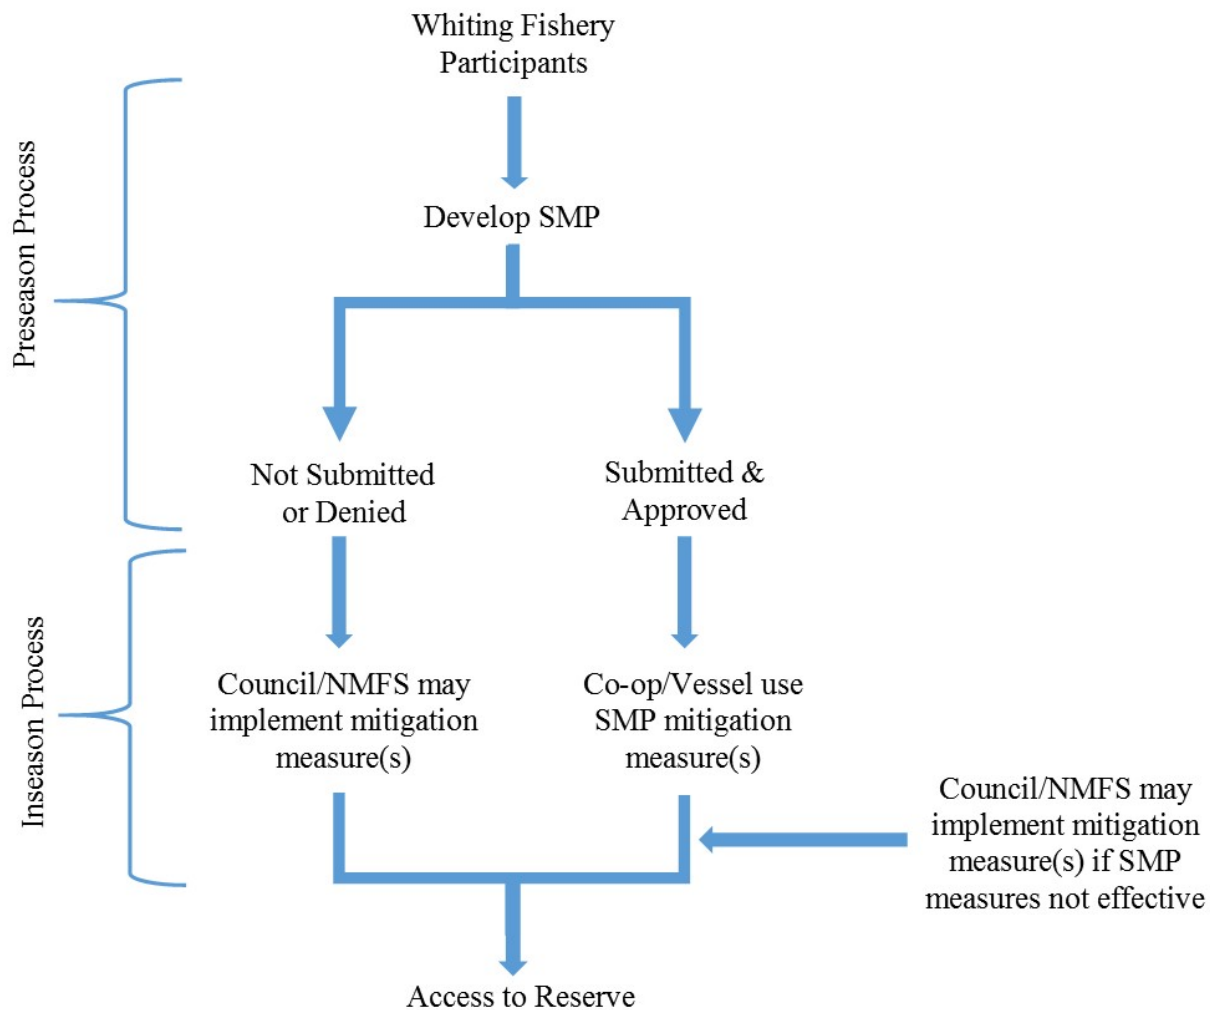 Whiting Fishery
Participants
Preseason Process
Develop SMP
Not Submitted
or Denied
Submitted &
Approved
Inseason Process
Council/NMFS may
implement mitigation
measure(s)
Co-op/Vessel use
SMP mitigation
measure(s)
Council/NMFS may
implement mitigation
measure(s) if SMP
measures not effective
Access to Reserve